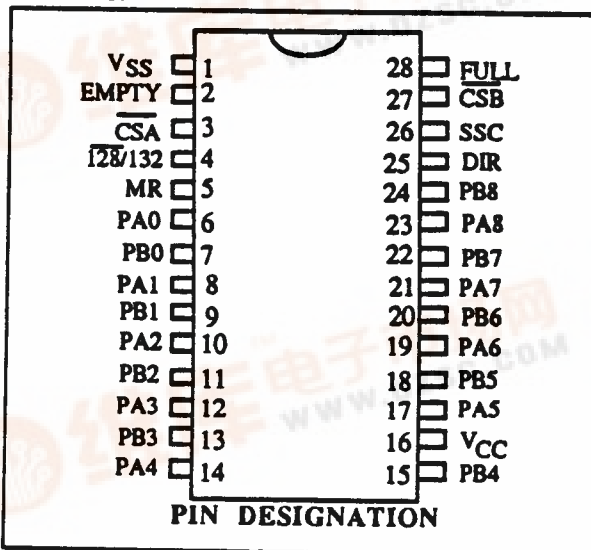 VSS 1 28 FULL
EMPTY 2 27 CSB
CSA 3 26 SSC
128/132 4 25 DIR
MR 5 24 PB8
PA0 6 23 PA8
PB0 7 22 PB7
PA1 8 21 PA7
PB1 9 20 PB6
PA2 10 19 PA6
PB2 11 18 PB5
PA3 12 17 PA5
PB3 13 16 VCC
PA4 14 15 PB4
PIN DESIGNATION